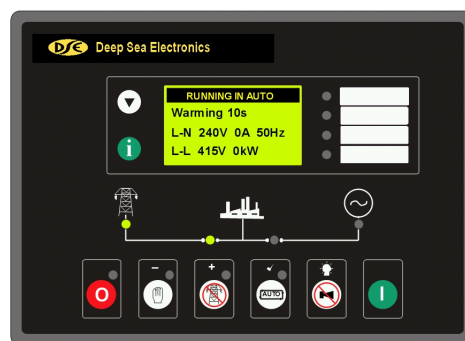 DSE Deep Sea Electronics
RUNNING IN AUTO
Warming 10s
L-N 240V 0A 50Hz
L-L 415V 0kW
i
− + ✓
O AUTO I